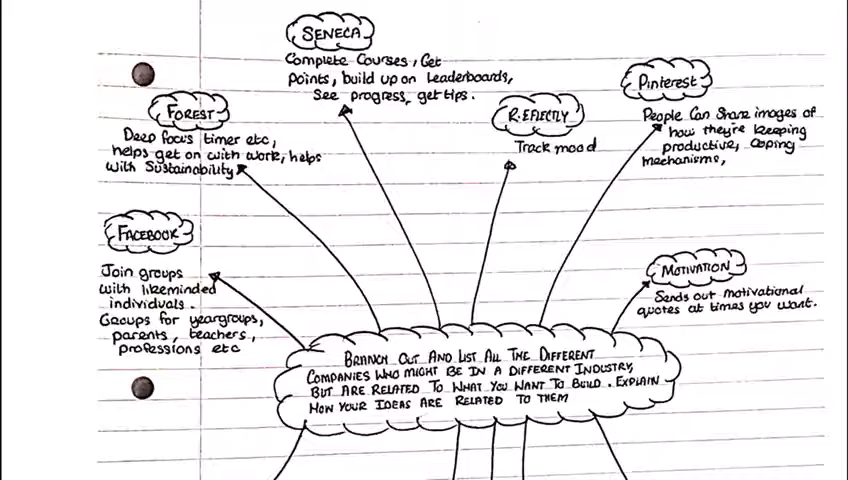 SENECA
Complete Courses, Get
Points, build up on Leaderboards,
See progress, get tips.
Pinterest
People Can Share images of
how they're keeping
productive, Coping
mechanisms,
FOREST
Deep focus timer etc,
helps get on with work, helps
With Sustainability
REFLECTLY
Track mood
FACEBOOK
Join groups
with likeminded
individuals.
Groups for yeargroups,
parents, teachers,
professions etc
MOTIVATION
Sends out motivational
quotes at times you want.
BRANCH OUT AND LIST ALL THE DIFFERENT
COMPANIES WHO MIGHT BE IN A DIFFERENT INDUSTRY,
BUT ARE RELATED TO WHAT YOU WANT TO BUILD. EXPLAIN
HOW YOUR IDEAS ARE RELATED TO THEM